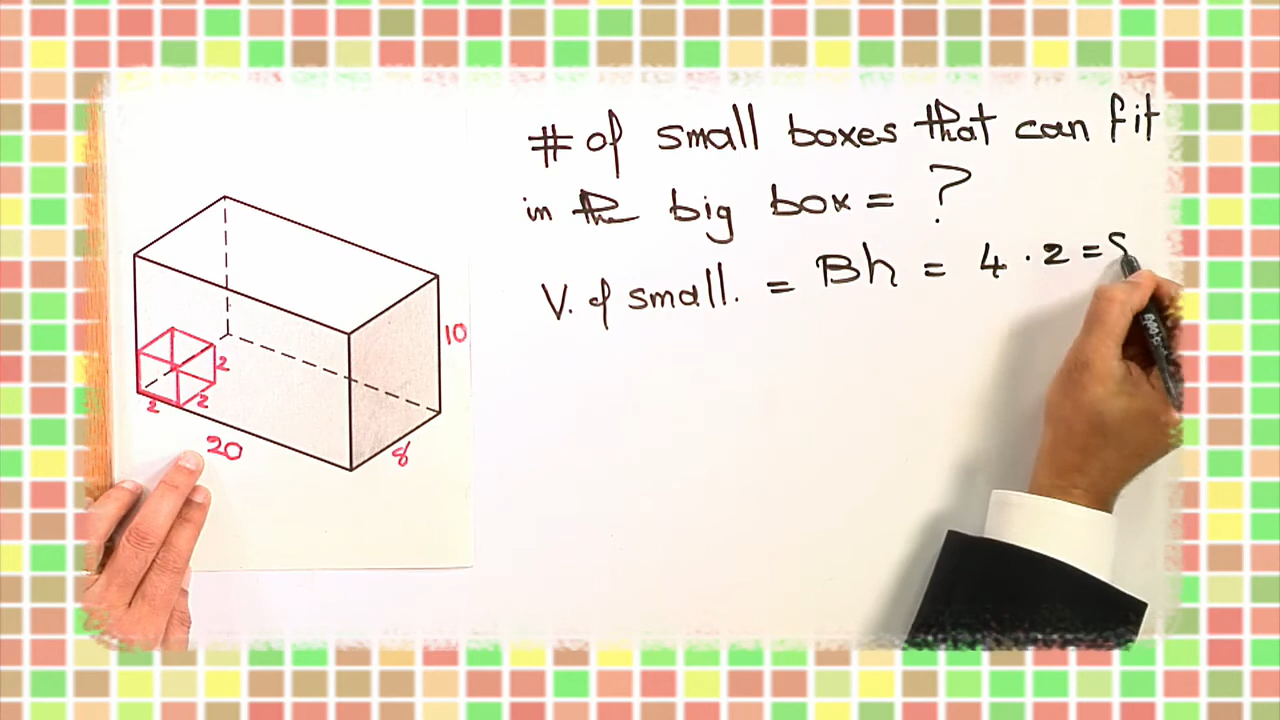 # of small boxes that can fit
in the big box = ?
V. of small. = Bh = 4 . 2 =
10
2
2
2
20
8